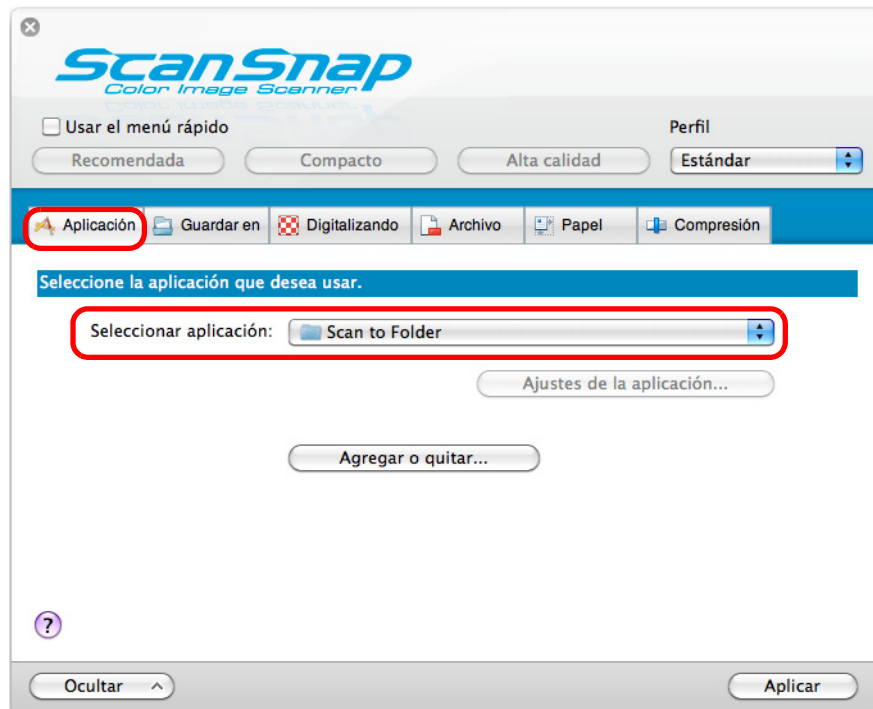 ScanSnap
Color Image Scanner
Usar el menú rápido
Perfil
Recomendada Compacto Alta calidad Estándar
Aplicación Guardar en Digitalizando Archivo Papel Compresión
Seleccione la aplicación que desea usar.
Seleccionar aplicación: Scan to Folder
Ajustes de la aplicación...
Agregar o quitar...
?
Ocultar Aplicar